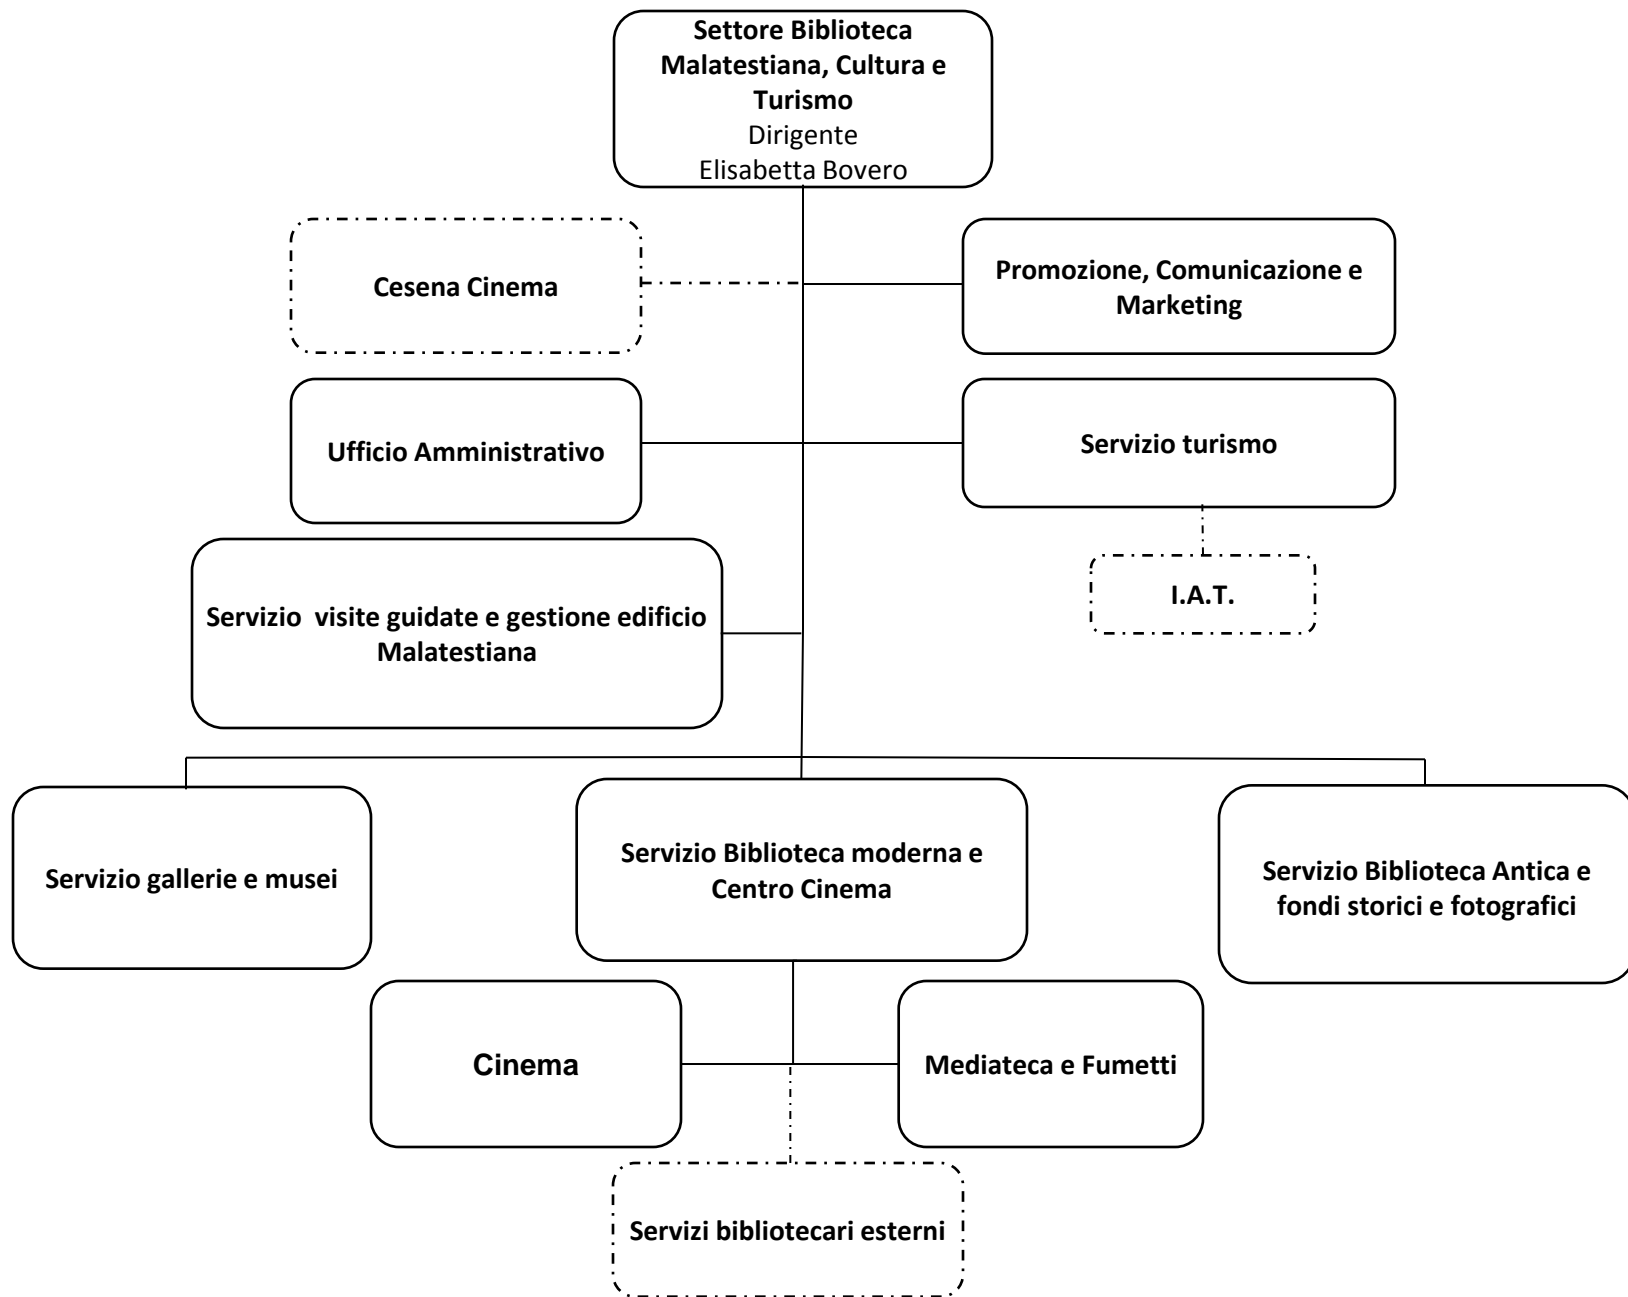 Settore Biblioteca
Malatestiana, Cultura e
Turismo
Dirigente
Elisabetta Bovero
Cesena Cinema
Promozione, Comunicazione e
Marketing
Ufficio Amministrativo
Servizio turismo
I.A.T.
Servizio  visite guidate e gestione edificio
Malatestiana
Servizio gallerie e musei
Servizio Biblioteca moderna e
Centro Cinema
Servizio Biblioteca Antica e
fondi storici e fotografici
Cinema
Mediateca e Fumetti
Servizi bibliotecari esterni